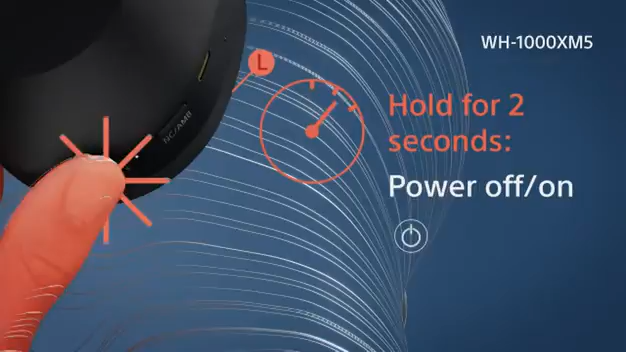 WH-1000XM5
L
NC/AMB
Hold for 2
seconds:
Power off/on